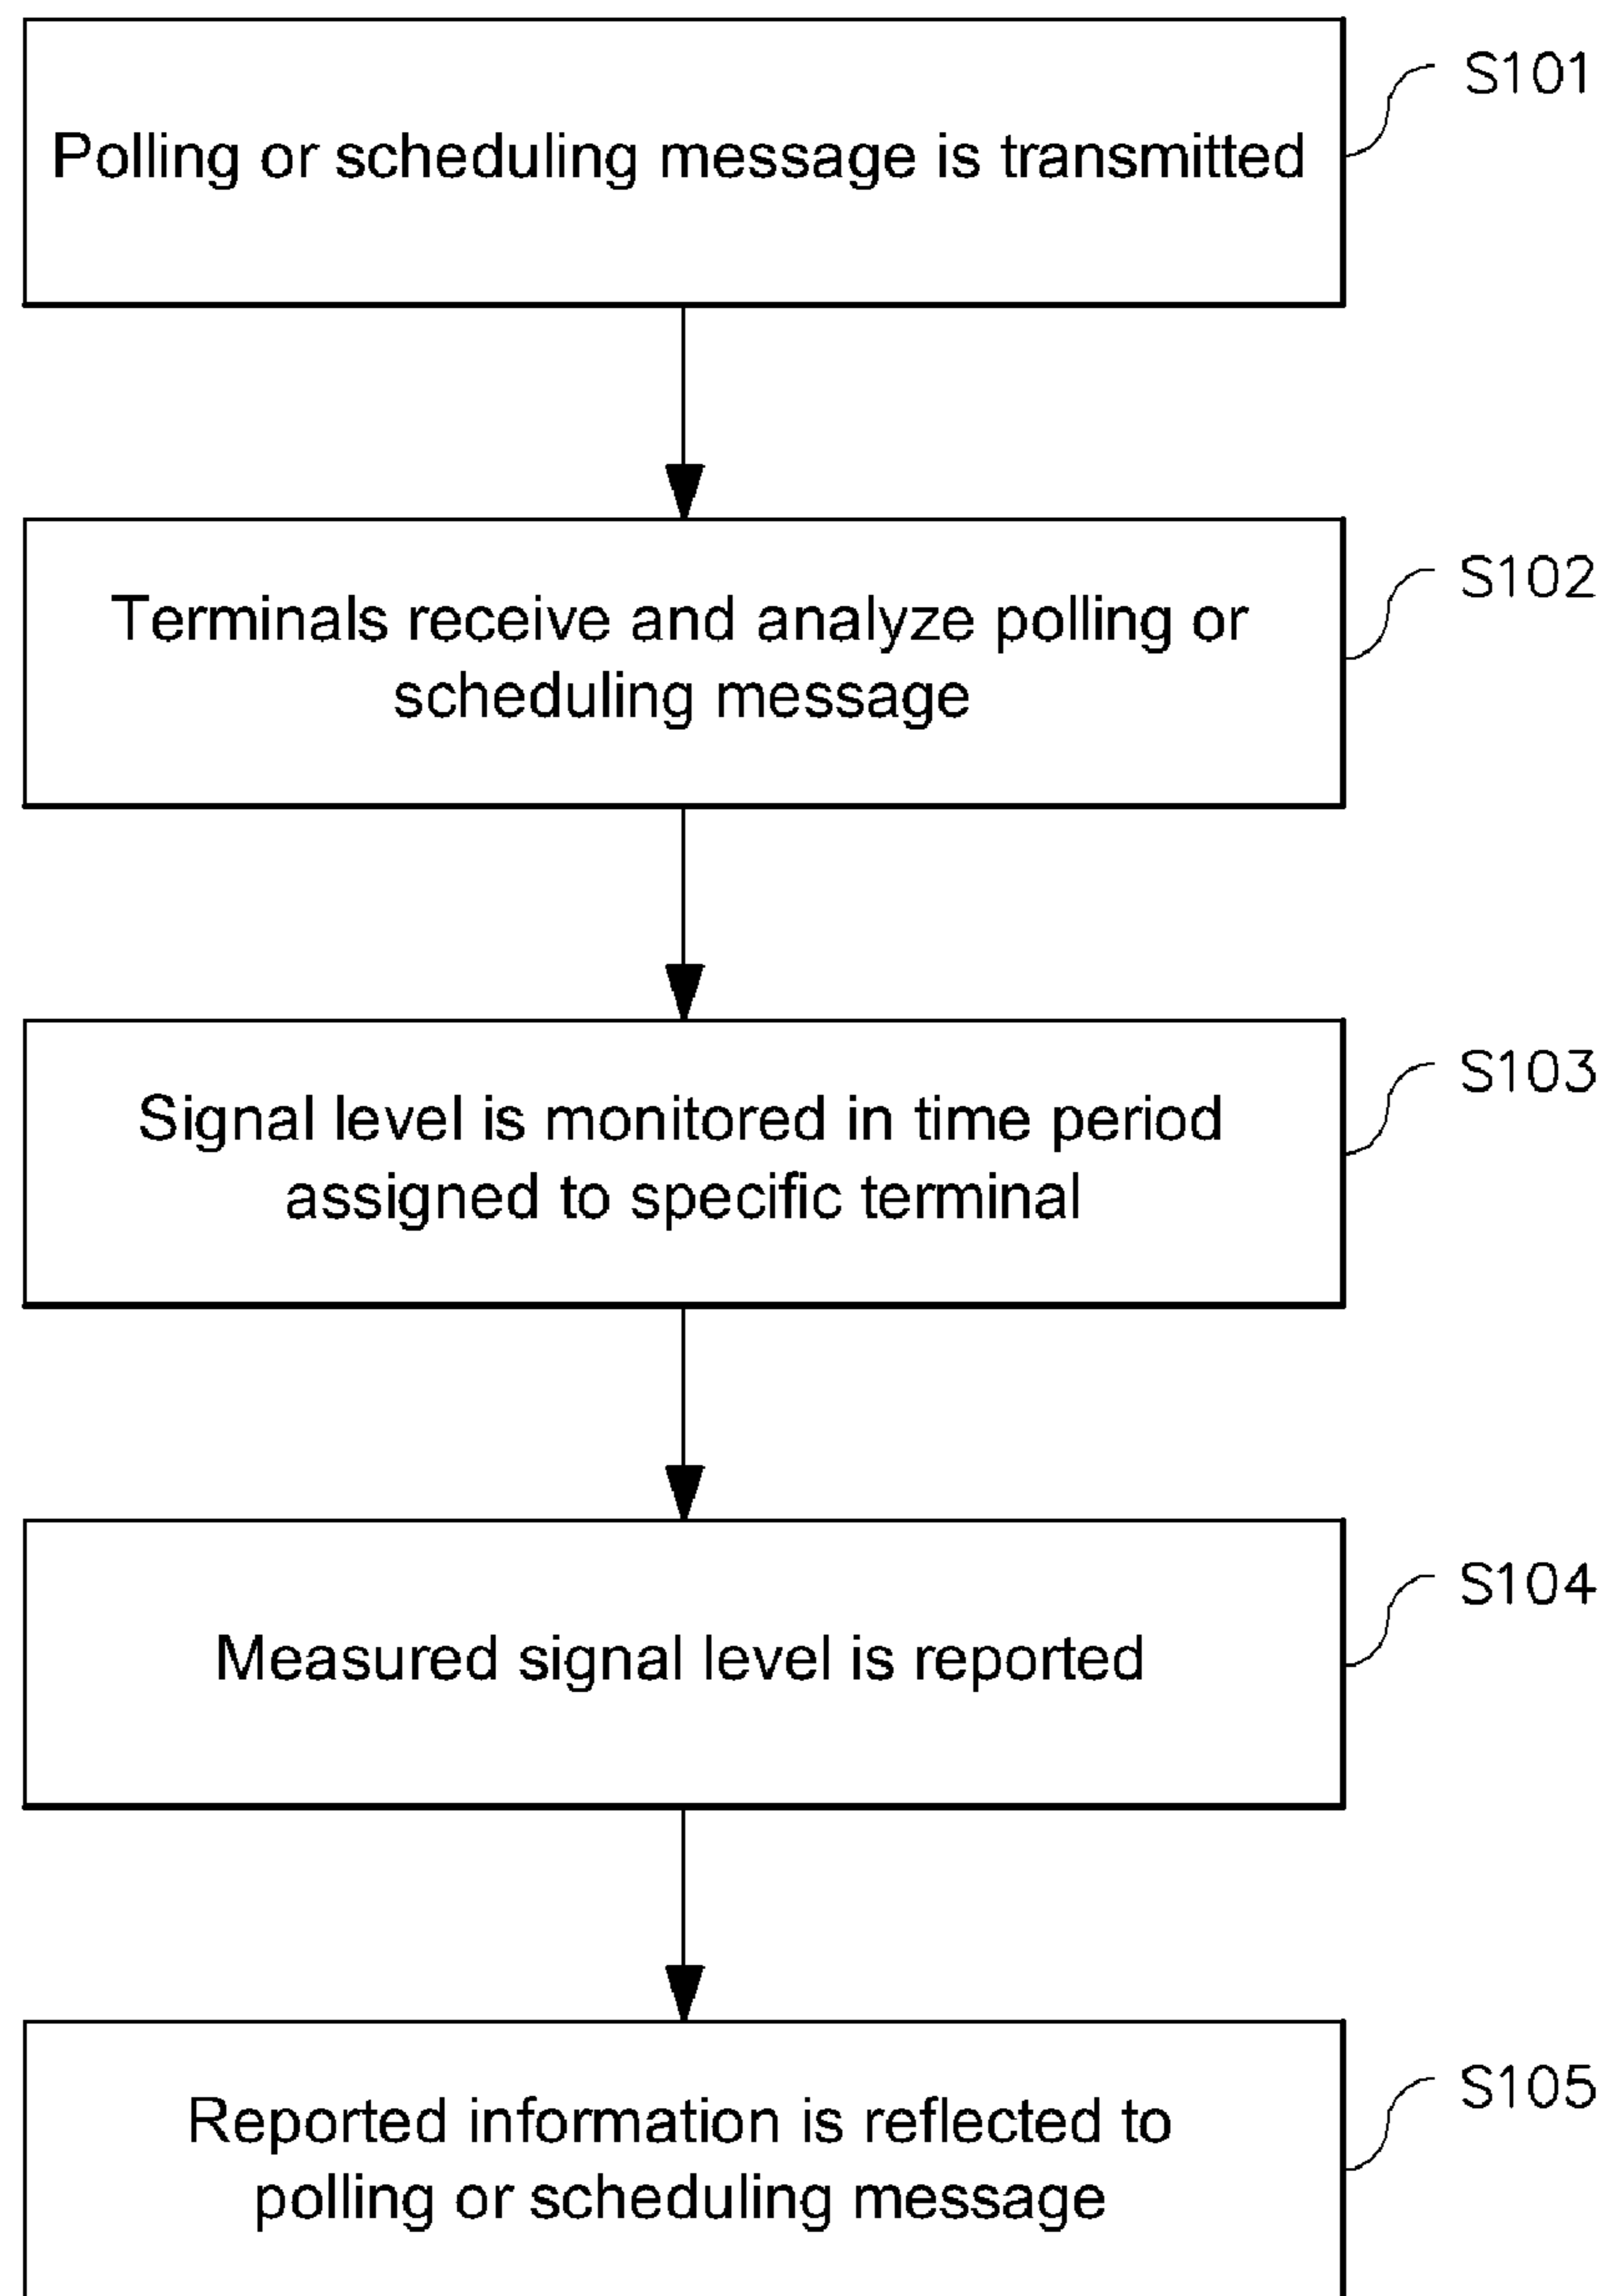 S101
Polling or scheduling message is transmitted
S102
Terminals receive and analyze polling or
scheduling message
S103
Signal level is monitored in time period
assigned to specific terminal
S104
Measured signal level is reported
S105
Reported information is reflected to
polling or scheduling message